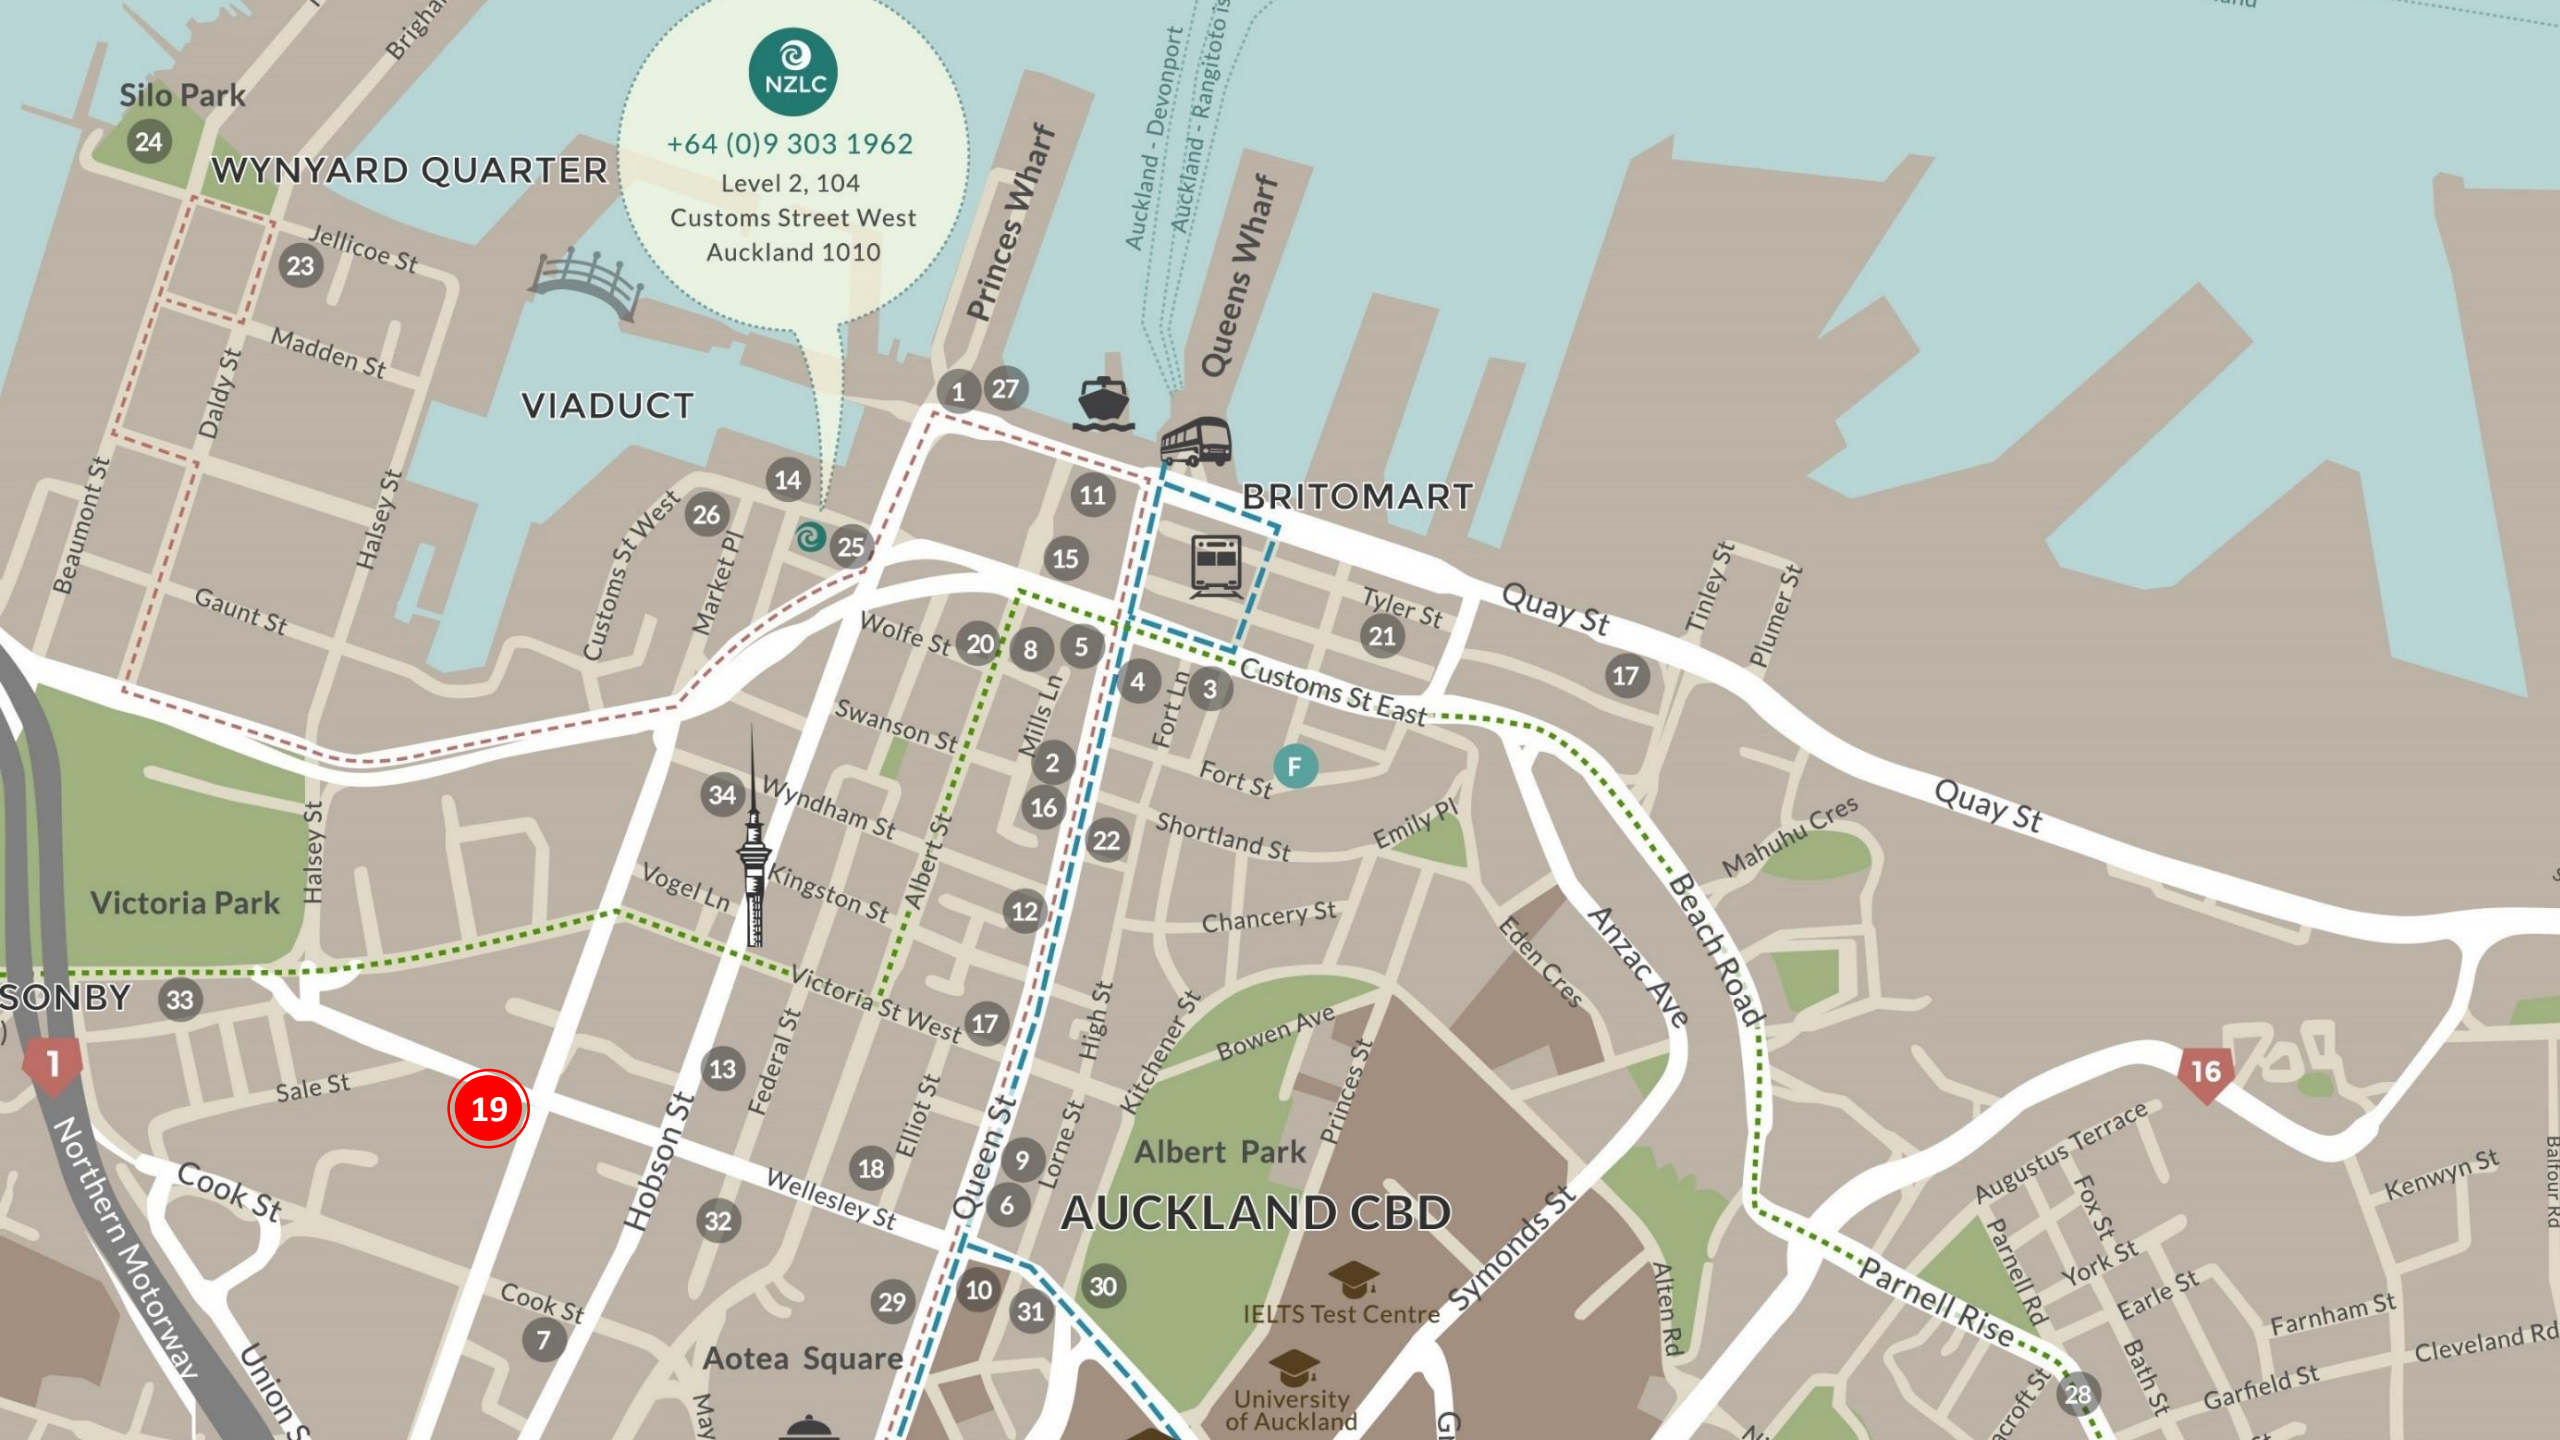 Silo Park
24
WYNYARD QUARTER
NZLC
+64 (0)9 303 1962
Level 2, 104
Customs Street West
Auckland 1010
Princes Wharf
Auckland - Devonport
Auckland - Rangitoto
Queens Wharf
23
Jellicoe St
Madden St
Daldy St
VIADUCT
1
27
14
26
25
11
15
BRITOMART
Beaumont St
Halsey St
Gaunt St
Customs St West
Market Pl
Wolfe St
20
8
5
4
3
Mills Ln
Fort Ln
Customs St East
Tyler St
21
Quay St
17
Tinley St
Plumer St
Swanson St
2
16
22
Fort St
F
34
Wyndham St
Shortland St
Emily Pl
Mahuhu Cres
Quay St
Victoria Park
Halsey St
Vogel Ln
Kingston St
Albert St
12
Chancery St
Eden Cres
Anzac Ave
Beach Road
SONBY
)
33
Victoria St West
17
High St
Kitchener St
Bowen Ave
Princes St
1
Sale St
19
13
Federal St
Elliot St
Queen St
Lorne St
16
Northern Motorway
Cook St
Hobson St
32
18
Wellesley St
9
6
Albert Park
AUCKLAND CBD
Symonds St
Augustus Terrace
Fox St
Kenwyn St
Balfour Rd
Parnell Rd
York St
Earle St
Farnham St
Cleveland Rd
Parnell Rise
Alten Rd
Union S
Cook St
7
29
10
31
30
Aotea Square
IELTS Test Centre
University
of Auckland
Bath St
Garfield St
28
May